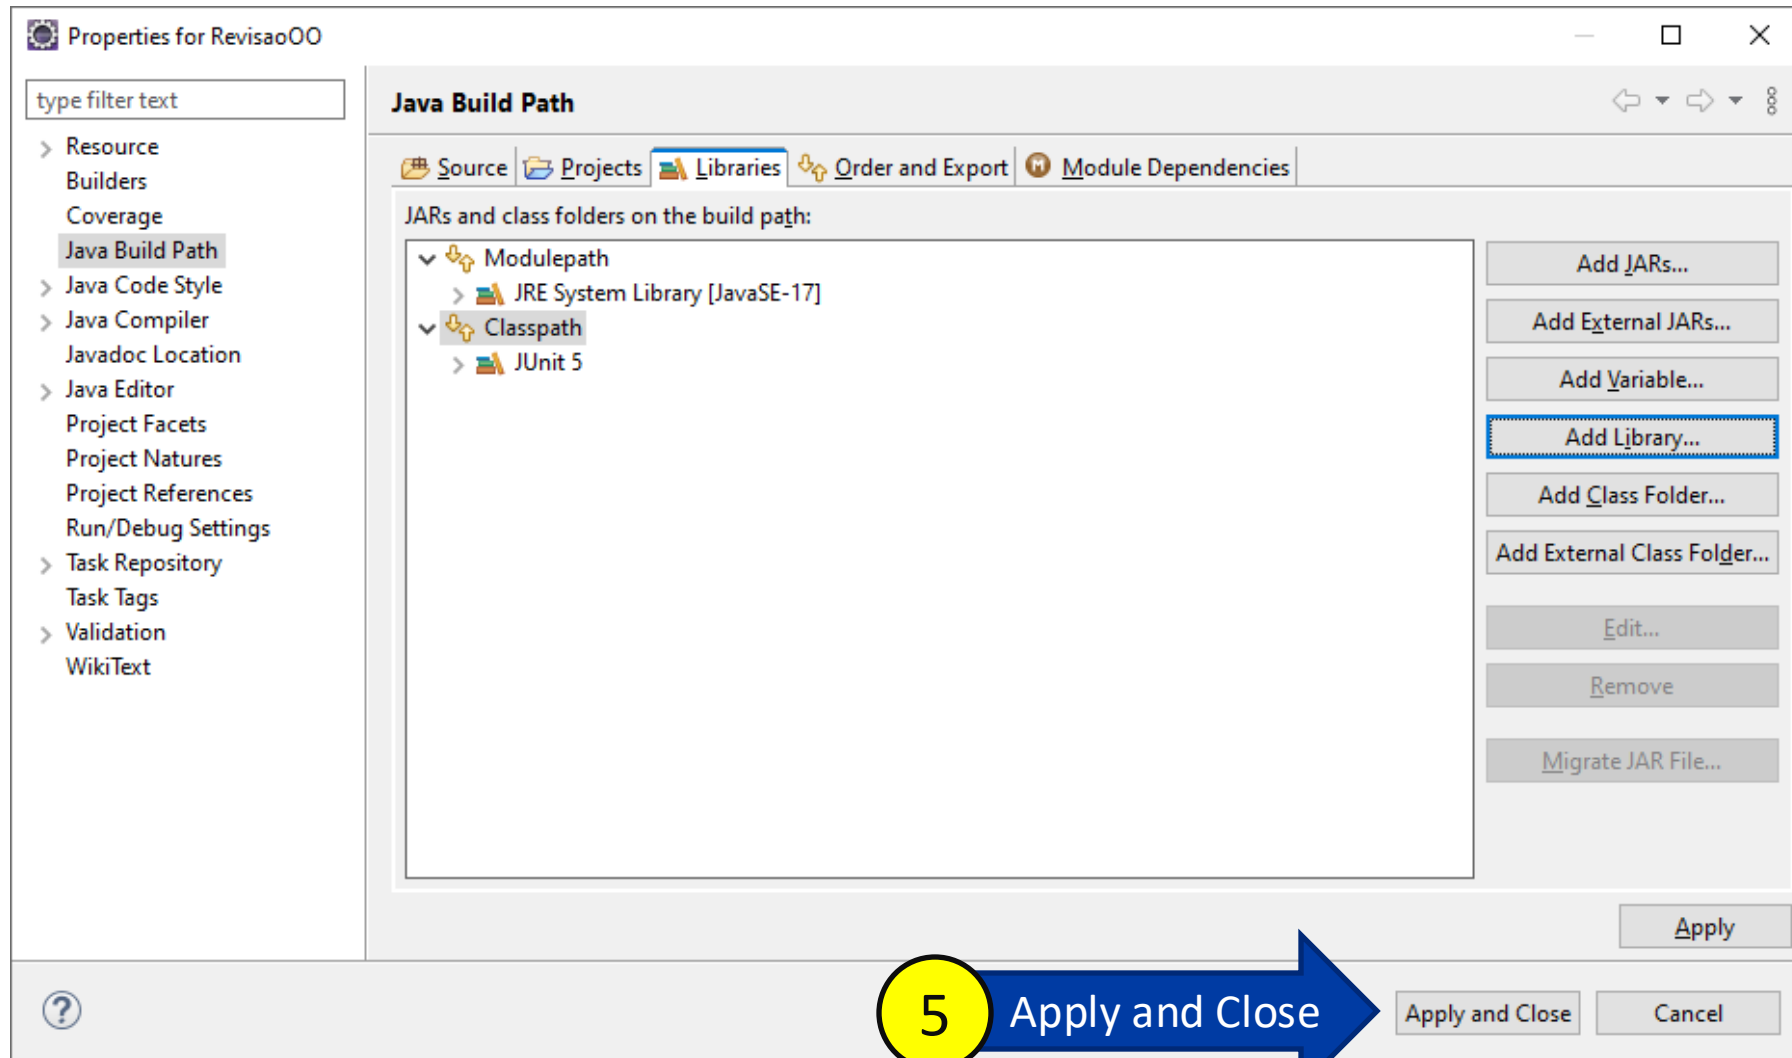 Properties for RevisaoOO
type filter text
Resource
Builders
Coverage
Java Build Path
Java Code Style
Java Compiler
Javadoc Location
Java Editor
Project Facets
Project Natures
Project References
Run/Debug Settings
Task Repository
Task Tags
Validation
WikiText
Java Build Path
Source Projects Libraries Order and Export M Module Dependencies
JARs and class folders on the build path:
Modulepath
JRE System Library [JavaSE-17]
Classpath
JUnit 5
Add JARs...
Add External JARs...
Add Variable...
Add Library...
Add Class Folder...
Add External Class Folder...
Edit...
Remove
Migrate JAR File...
Apply
?
5 Apply and Close
Apply and Close Cancel